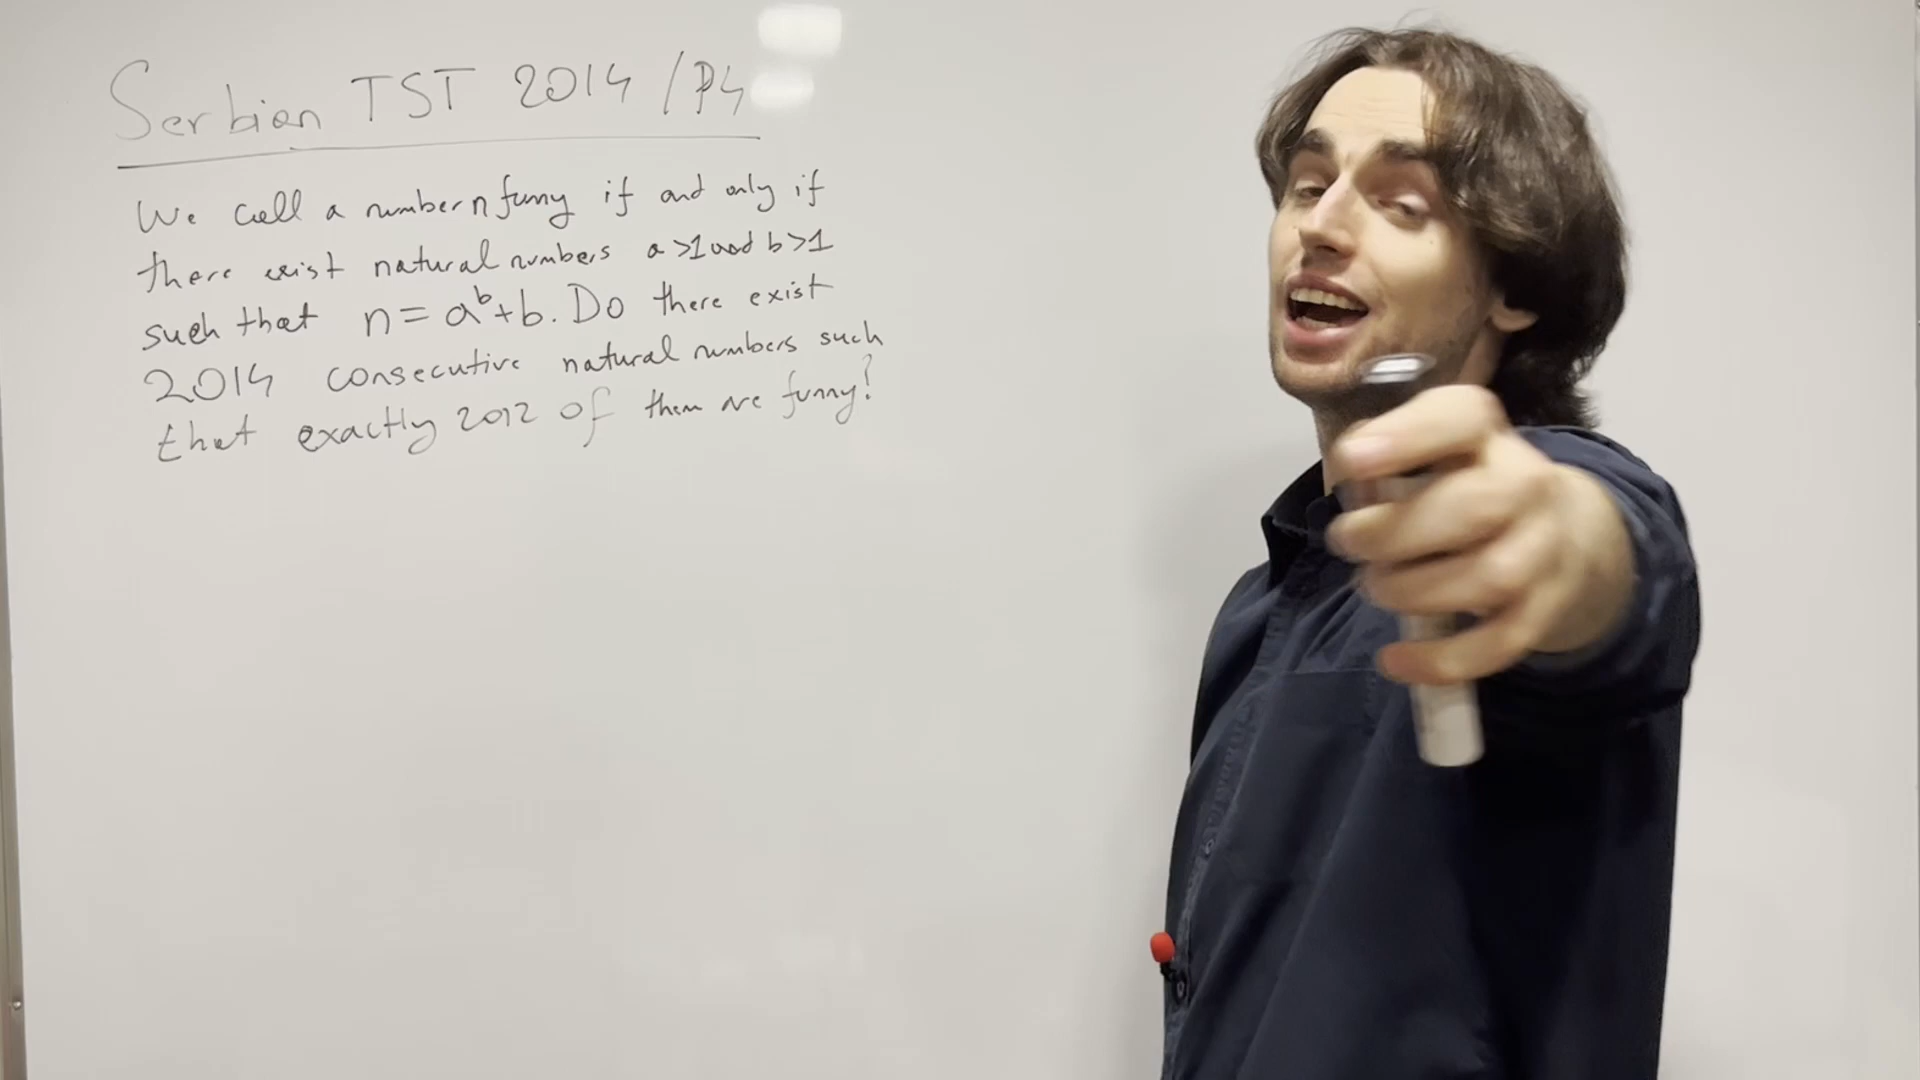 Serbian TST 2014 /P4
We call a number n funny if and only if
there exist natural numbers a >1 and b>1
such that n = a^b+b. Do there exist
2014 consecutive natural numbers such
that exactly 2012 of them are funny?